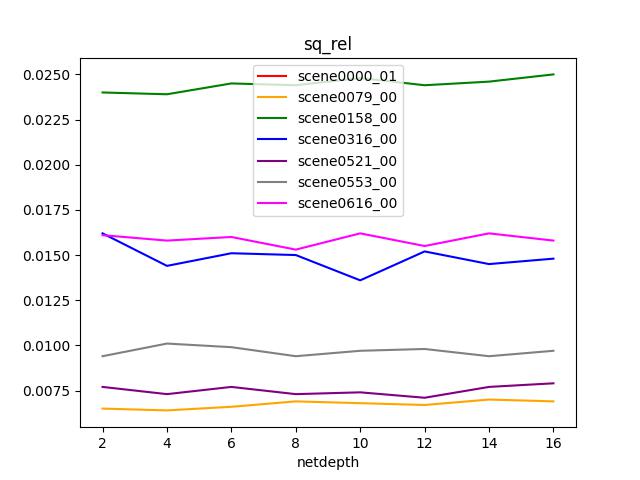 sq_rel
0.0250
0.0225
0.0200
0.0175
0.0150
0.0125
0.0100
0.0075
scene0000_01
scene0079_00
scene0158_00
scene0316_00
scene0521_00
scene0553_00
scene0616_00
2 4 6 8 10 12 14 16
netdepth